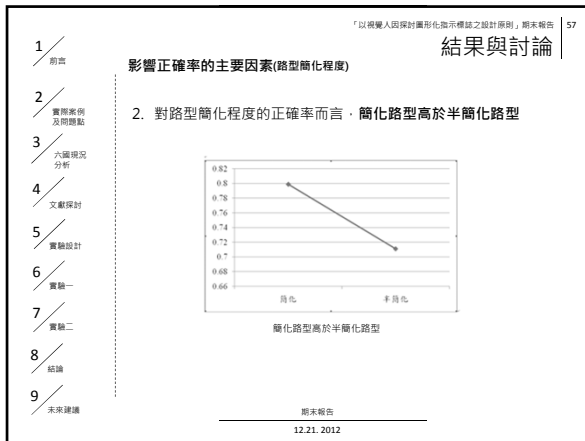 「以視覺人因探討圖形化指示標誌之設計原則」期末報告
57
結果與討論
1
前言
2
實際案例
及問題點
3
六國現況
分析
4
文獻探討
5
實驗設計
6
實驗一
7
實驗二
8
結論
9
未來建議
影響正確率的主要因素(路型簡化程度)
2. 對路型簡化程度的正確率而言，簡化路型高於半簡化路型
0.82
0.8
0.78
0.76
0.74
0.72
0.7
0.68
0.66
簡化
半簡化
簡化路型高於半簡化路型
期末報告
12.21. 2012